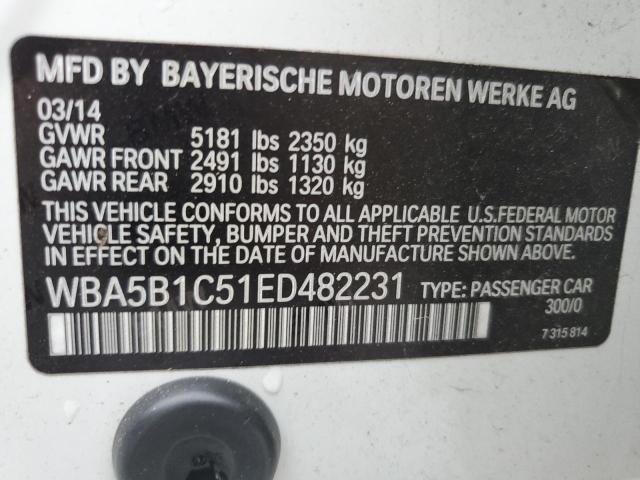 MFD BY BAYERISCHE MOTOREN WERKE AG
03/14
GVWR 5181 lbs 2350 kg
GAWR FRONT 2491 lbs 1130 kg
GAWR REAR 2910 lbs 1320 kg
THIS VEHICLE CONFORMS TO ALL APPLICABLE U.S.FEDERAL MOTOR
VEHICLE SAFETY, BUMPER AND THEFT PREVENTION STANDARDS
IN EFFECT ON THE DATE OF MANUFACTURE SHOWN ABOVE.
WBA5B1C51ED482231 TYPE: PASSENGER CAR
300/0
7 315 814